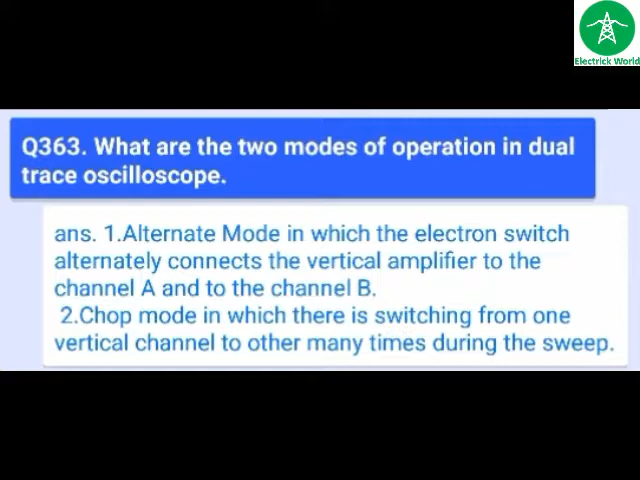 Electrick World
Q363. What are the two modes of operation in dual
trace oscilloscope.
ans. 1.Alternate Mode in which the electron switch
alternately connects the vertical amplifier to the
channel A and to the channel B.
2.Chop mode in which there is switching from one
vertical channel to other many times during the sweep.